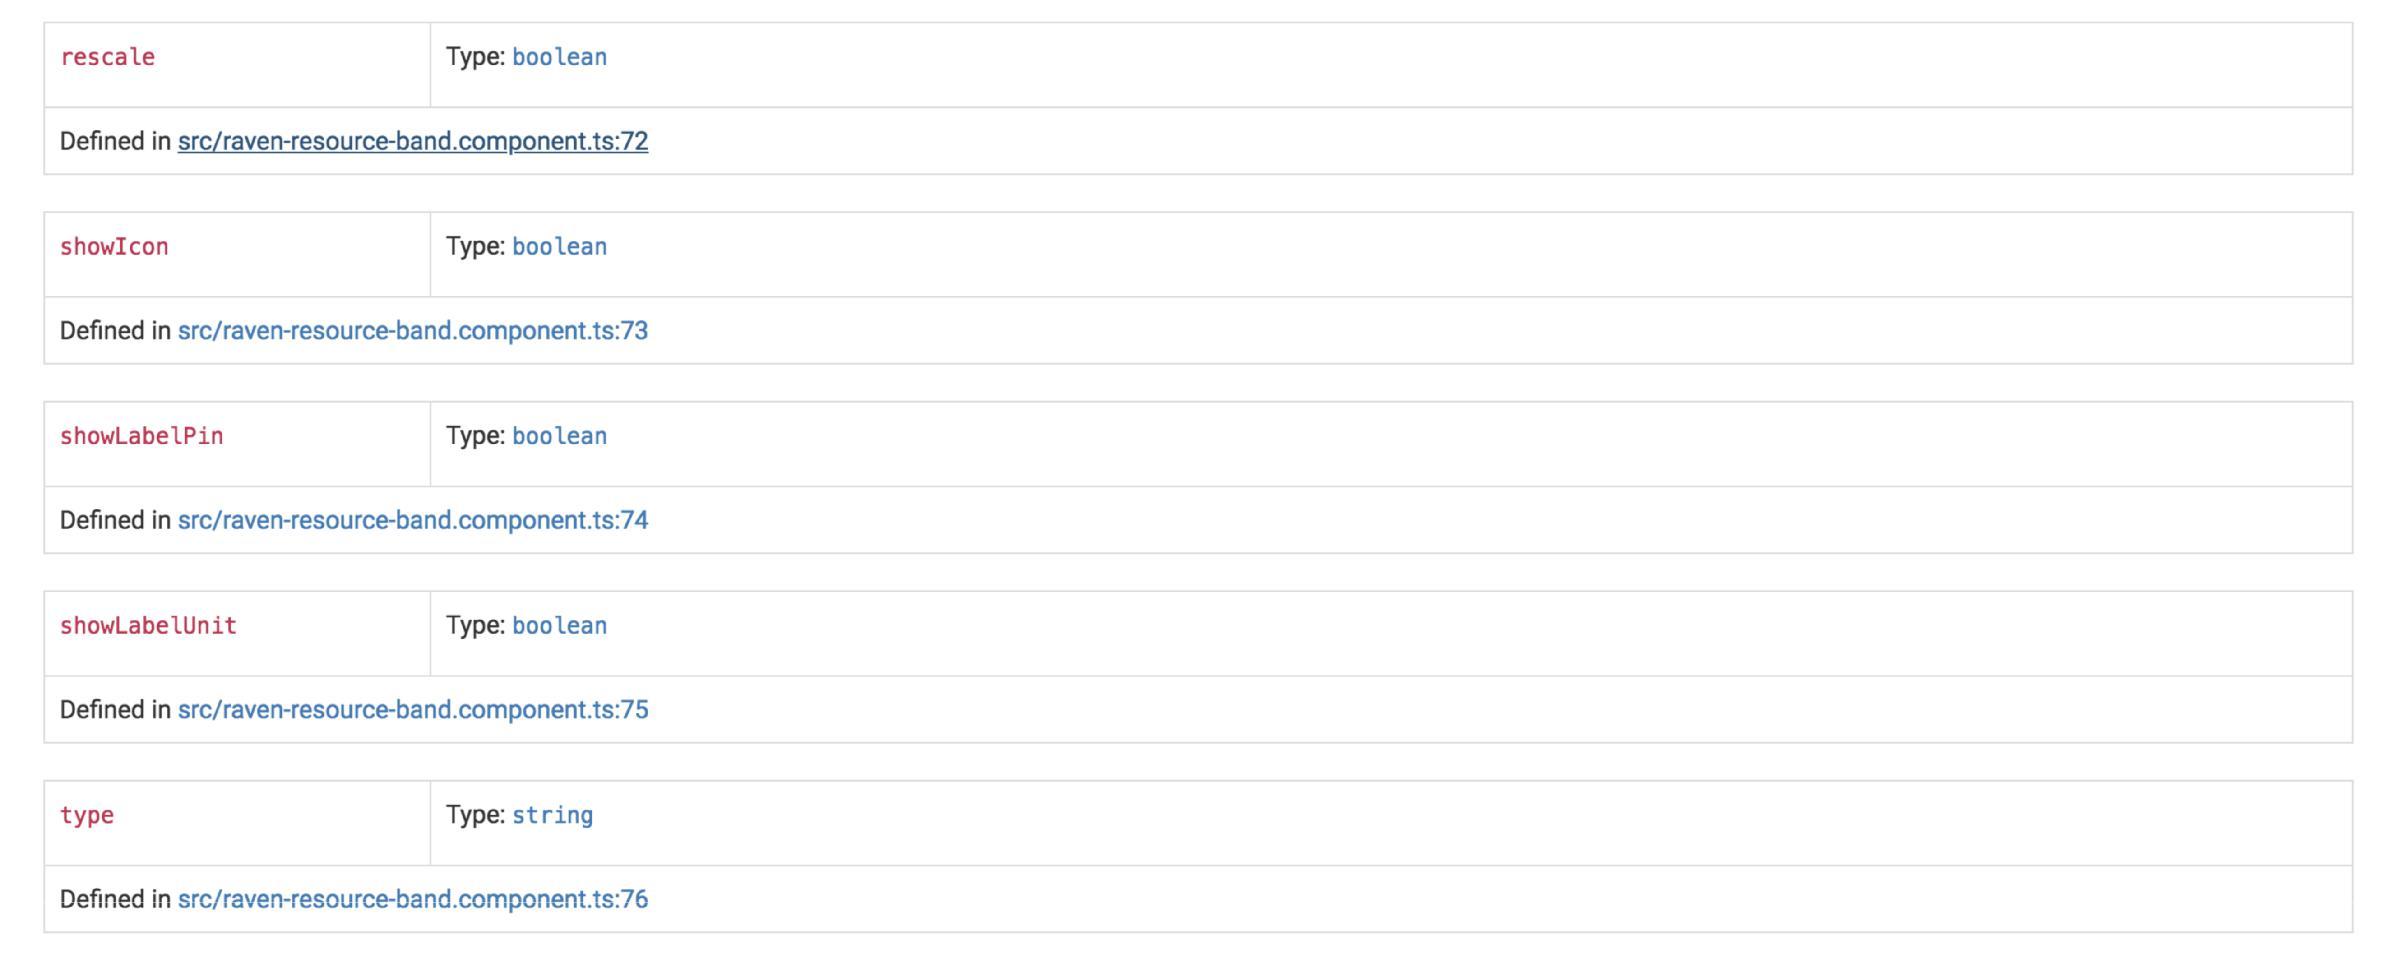 rescale Type: boolean
Defined in src/raven-resource-band.component.ts:72
showIcon Type: boolean
Defined in src/raven-resource-band.component.ts:73
showLabelPin Type: boolean
Defined in src/raven-resource-band.component.ts:74
showLabelUnit Type: boolean
Defined in src/raven-resource-band.component.ts:75
type Type: string
Defined in src/raven-resource-band.component.ts:76